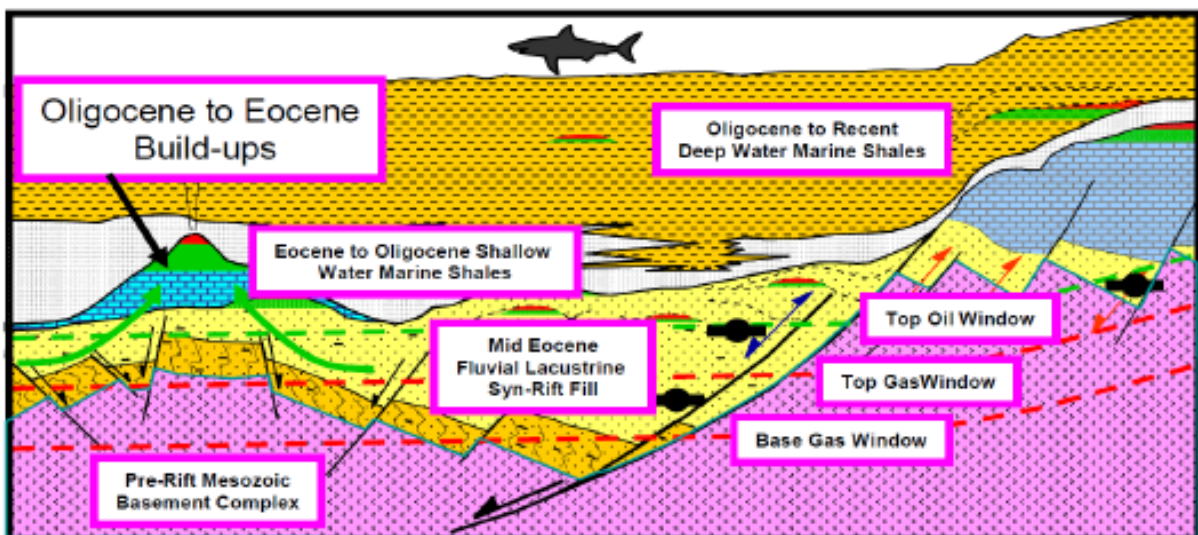 Oligocene to Eocene
Build-ups
Oligocene to Recent
Deep Water Marine Shales
Eocene to Oligocene Shallow
Water Marine Shales
Mid Eocene
Fluvial Lacustrine
Syn-Rift Fill
Top Oil Window
Top GasWindow
Base Gas Window
Pre-Rift Mesozoic
Basement Complex